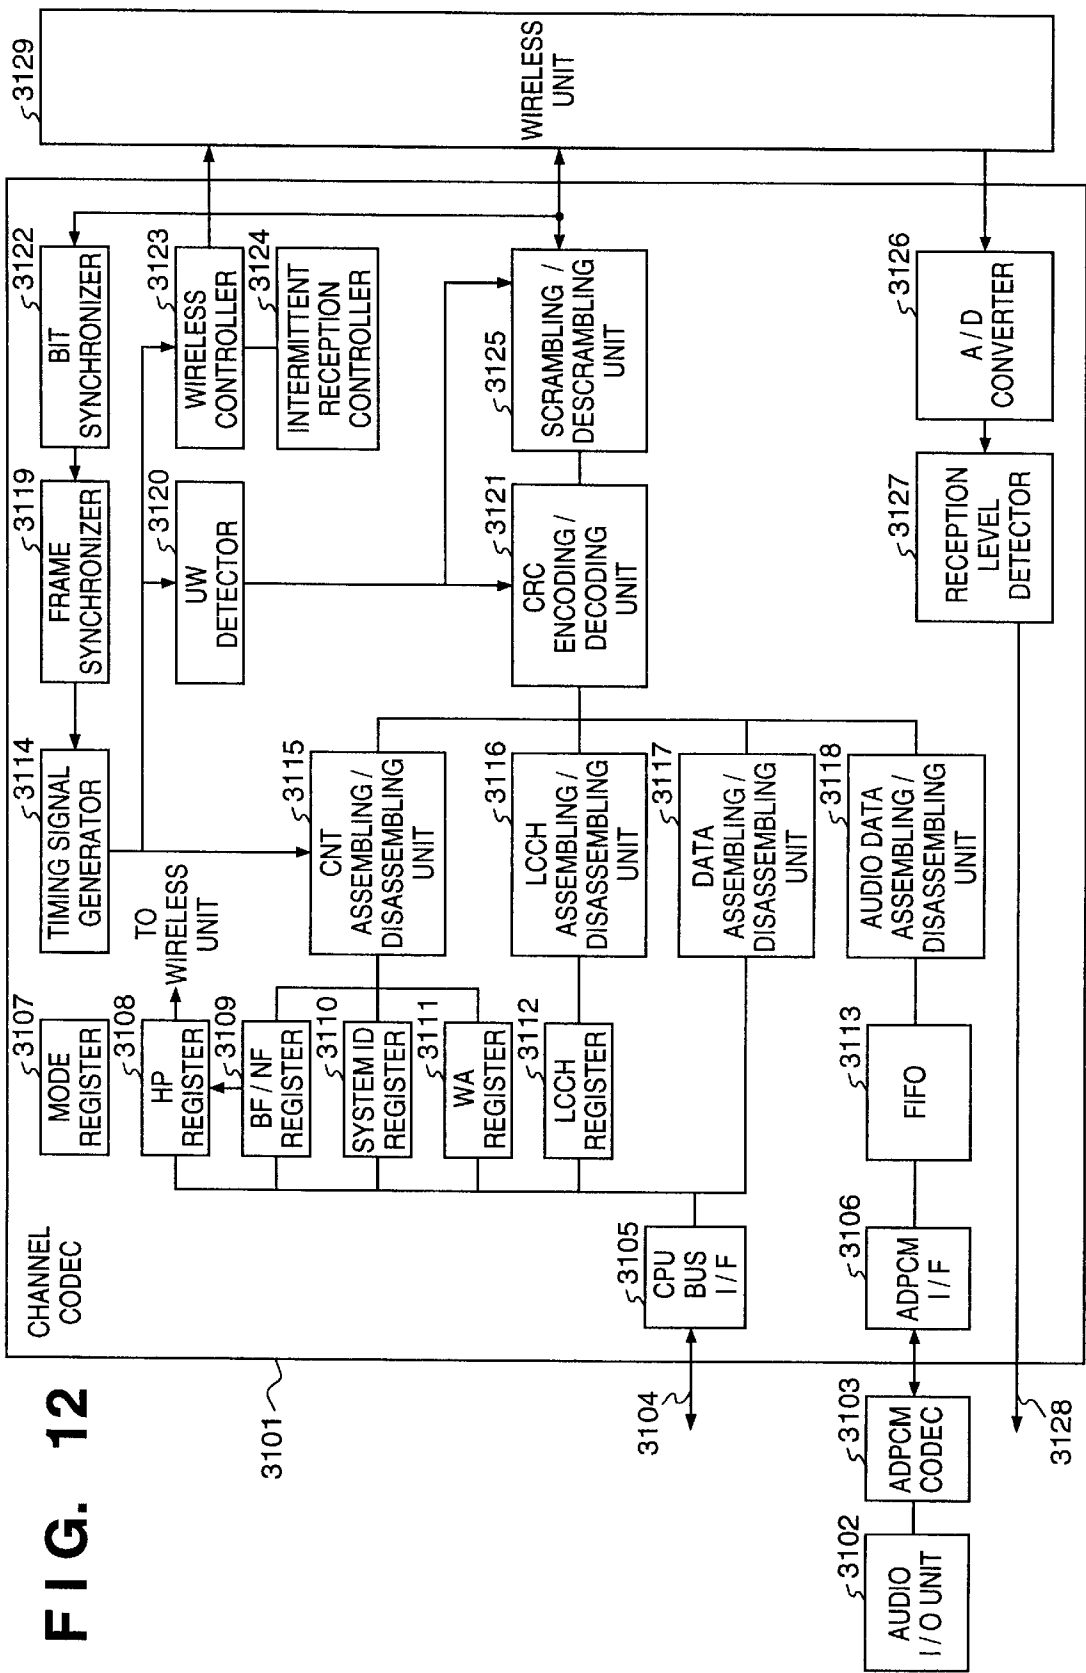 FIG. 12
3101
CHANNEL
CODEC
3107
MODE
REGISTER
3108
HP
REGISTER
TO
WIRELESS
UNIT
3109
BF / NF
REGISTER
3110
SYSTEM ID
REGISTER
3111
WA
REGISTER
3112
LCCH
REGISTER
3114
TIMING SIGNAL
GENERATOR
3119
FRAME
SYNCHRONIZER
3122
BIT
SYNCHRONIZER
3120
UW
DETECTOR
3123
WIRELESS
CONTROLLER
3124
INTERMITTENT
RECEPTION
CONTROLLER
3115
CNT
ASSEMBLING /
DISASSEMBLING
UNIT
3116
LCCH
ASSEMBLING /
DISASSEMBLING
UNIT
3121
CRC
ENCODING /
DECODING
UNIT
3125
SCRAMBLING /
DESCRAMBLING
UNIT
3129
WIRELESS
UNIT
3104
3105
CPU
BUS
I / F
3117
DATA
ASSEMBLING /
DISASSEMBLING
UNIT
3102
AUDIO
I / O UNIT
3103
ADPCM
CODEC
3106
ADPCM
I / F
3113
FIFO
3118
AUDIO DATA
ASSEMBLING /
DISASSEMBLING
UNIT
3127
RECEPTION
LEVEL
DETECTOR
3126
A / D
CONVERTER
3128